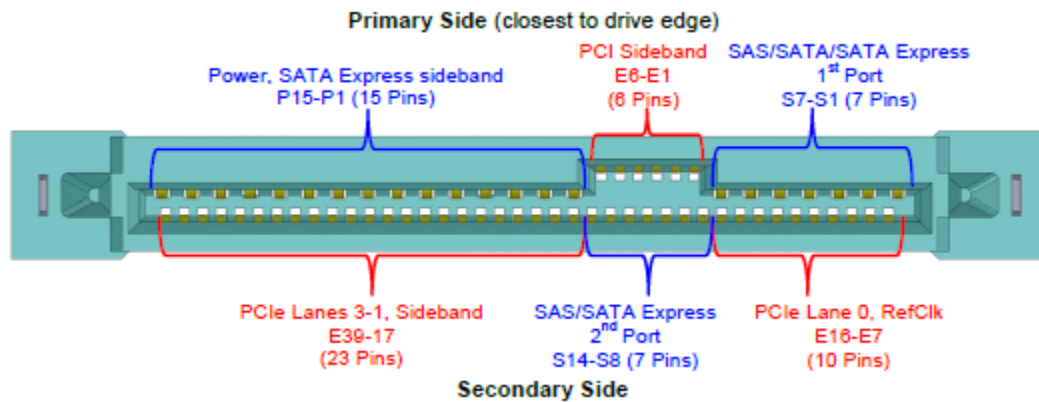 Primary Side (closest to drive edge)
PCI Sideband
E6-E1
(6 Pins)
SAS/SATA/SATA Express
1st Port
S7-S1 (7 Pins)
Power, SATA Express sideband
P15-P1 (15 Pins)
PCIe Lanes 3-1, Sideband
E39-17
(23 Pins)
SAS/SATA Express
2nd Port
S14-S8 (7 Pins)
PCIe Lane 0, RefClk
E16-E7
(10 Pins)
Secondary Side